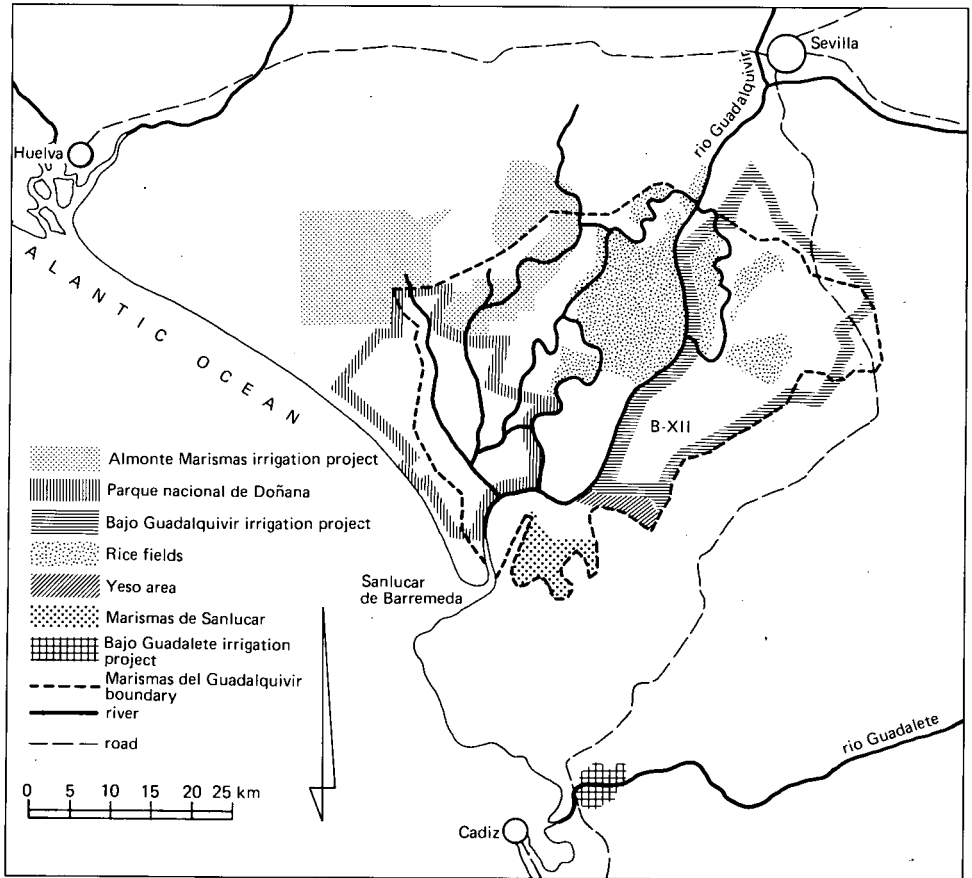 Sevilla
rio Guadalquivir
Huelva
ALANTIC OCEAN
B-XII
Almonte Marismas irrigation project
Parque nacional de Doñana
Bajo Guadalquivir irrigation project
Rice fields
Yeso area
Marismas de Sanlucar
Bajo Guadalete irrigation
project
Marismas del Guadalquivir
boundary
river
road
Sanlucar
de Barremeda
0 5 10 15 20 25 km
rio Guadalete
Cadiz